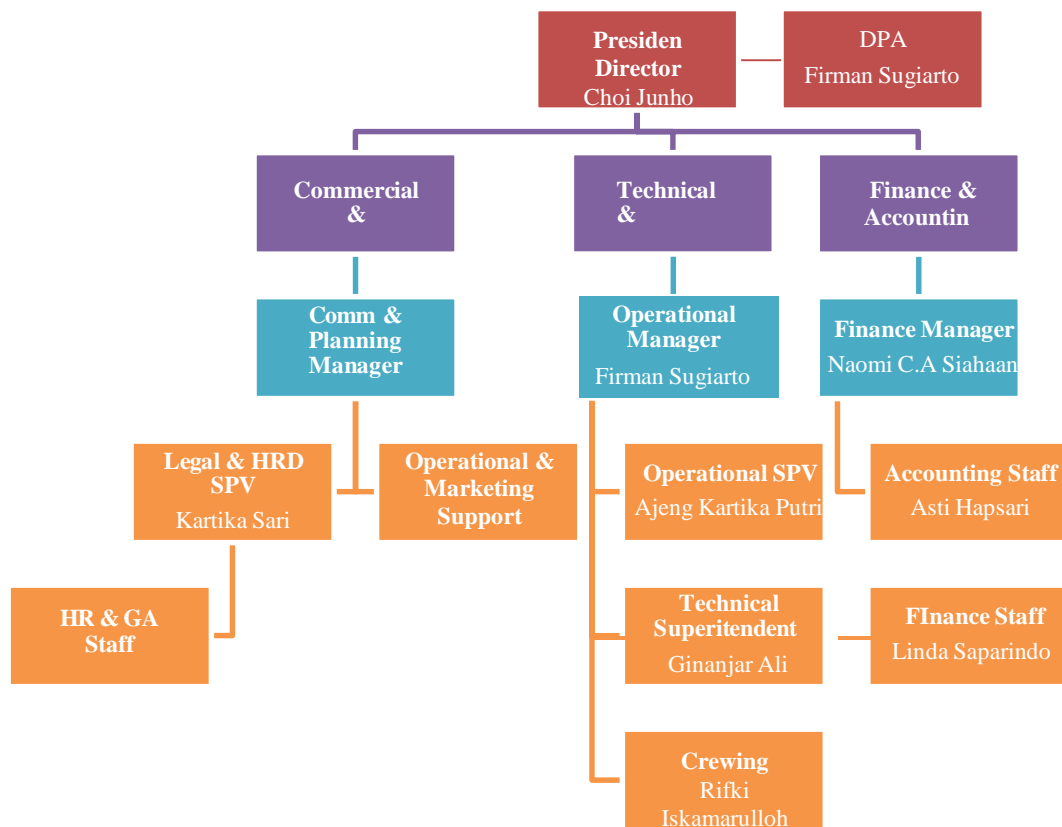 Presiden
Director
Choi Junho
DPA
Firman Sugiarto
Commercial
&
Technical
&
Finance &
Accountin
Comm &
Planning
Manager
Operational
Manager
Firman Sugiarto
Finance Manager
Naomi C.A Siahaan
Legal & HRD
SPV
Kartika Sari
Operational &
Marketing
Support
Operational SPV
Ajeng Kartika Putri
Accounting Staff
Asti Hapsari
HR & GA
Staff
Technical
Superitendent
Ginanjar Ali
FInance Staff
Linda Saparindo
Crewing
Rifki
Iskamarulloh